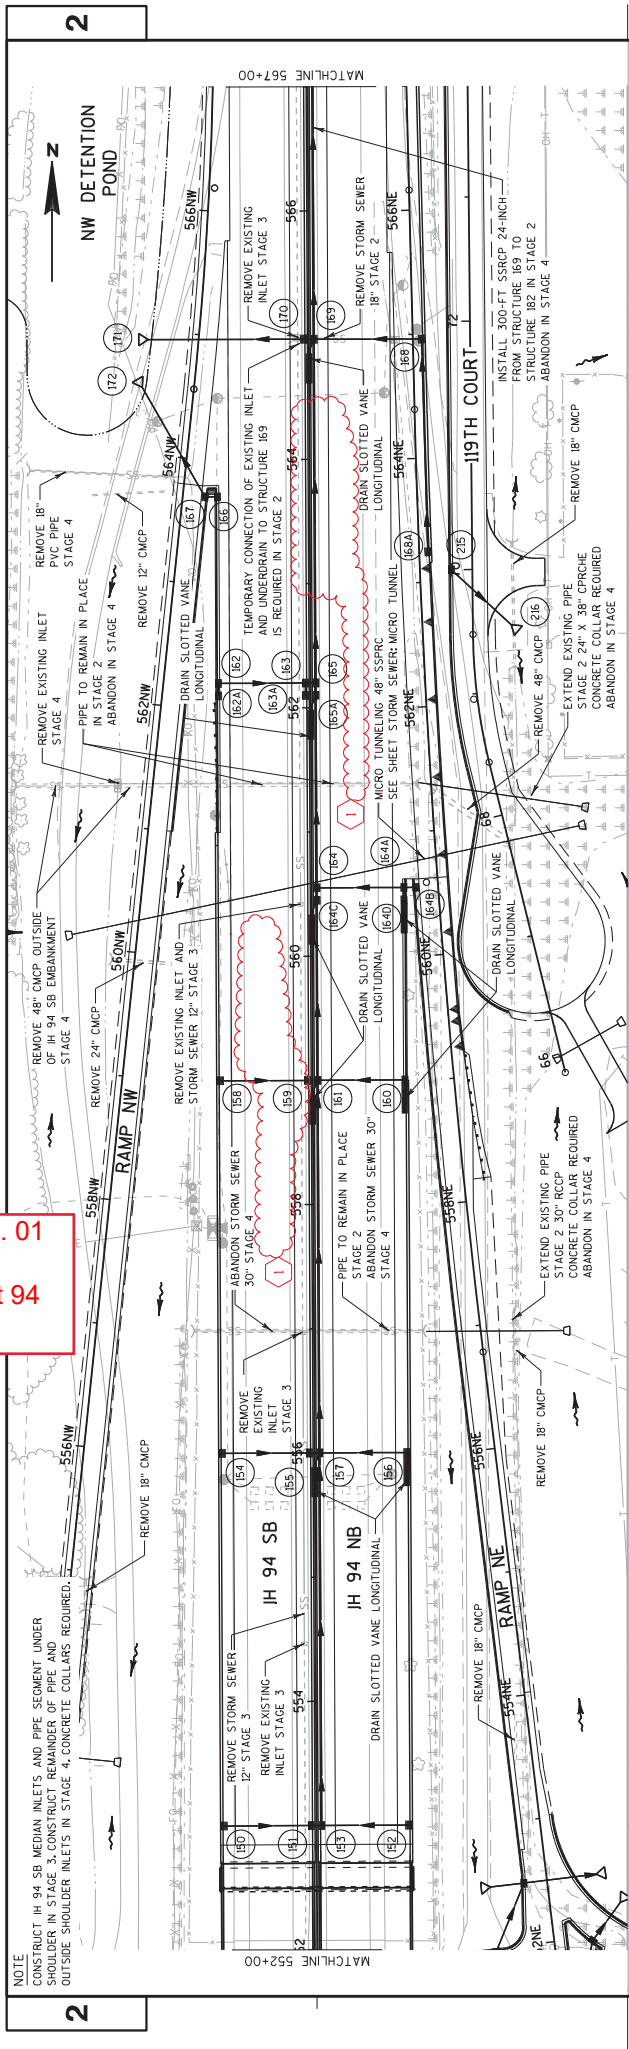 2
NOTE
CONSTRUCT IH 94 SB MEDIAN INLETS AND PIPE SEGMENT UNDER
SHOULDER IN STAGE 3. CONSTRUCT REMAINDER OF PIPE AND
OUTSIDE SHOULDER INLETS IN STAGE 4. CONCRETE COLLARS REQUIRED.
REMOVE 18" CMCP
556NW
558NW
RAMP NW
REMOVE 24" CMCP
560NW
REMOVE 48" CMCP OUTSIDE
OF IH 94 SB EMBANKMENT
STAGE 4
REMOVE EXISTING INLET
STAGE 4
PIPE TO REMAIN IN PLACE
IN STAGE 2
ABANDON IN STAGE 4
562NW
REMOVE 12" CMCP
REMOVE 18"
PVC PIPE
STAGE 4
564NW
566NW
172
171
NW DETENTION
POND
N
2
. 01
t 94
MATCHLINE 552+00
52
150
151
153
152
REMOVE STORM SEWER
12" STAGE 3
REMOVE EXISTING
INLET STAGE 3
SS
554
IH 94 SB
IH 94 NB
DRAIN SLOTTED VANE LONGITUDINAL
154
155
157
156
556
REMOVE
EXISTING
INLET
STAGE 3
ABANDON STORM SEWER
30" STAGE 4
1
558
PIPE TO REMAIN IN PLACE
STAGE 2
ABANDON STORM SEWER 30"
STAGE 4
158
159
161
160
REMOVE EXISTING INLET AND
STORM SEWER 12" STAGE 3
560
DRAIN SLOTTED VANE
LONGITUDINAL
164
164C
164D
164A
164B
SS
1
MICRO TUNNELING 48" SSPRC
SEE SHEET STORM SEWER: MICRO TUNNEL
DRAIN SLOTTED VANE
LONGITUDINAL
162
162A
163
163A
165
165A
562
166
167
TEMPORARY CONNECTION OF EXISTING INLET
AND UNDERDRAIN TO STRUCTURE 169
IS REQUIRED IN STAGE 2
564
DRAIN SLOTTED VANE
LONGITUDINAL
REMOVE EXISTING
INLET STAGE 3
170
169
168
SS
REMOVE STORM SEWER
18" STAGE 2
566
MATCHLINE 567+00
2NE
554NE
RAMP NE
REMOVE 18" CMCP
556NE
REMOVE 18" CMCP
558NE
EXTEND EXISTING PIPE
STAGE 2 30" RCCP
CONCRETE COLLAR REQUIRED
ABANDON IN STAGE 4
560NE
DRAIN SLOTTED VANE
LONGITUDINAL
66
68
562NE
REMOVE 48" CMCP
EXTEND EXISTING PIPE
STAGE 2 24" X 38" CPRCHE
CONCRETE COLLAR REQUIRED
ABANDON IN STAGE 4
168A
215
216
564NE
119TH COURT
REMOVE 18" CMCP
72
566NE
INSTALL 300-FT SSRCP 24-INCH
FROM STRUCTURE 169 TO
STRUCTURE 182 IN STAGE 2
ABANDON IN STAGE 4